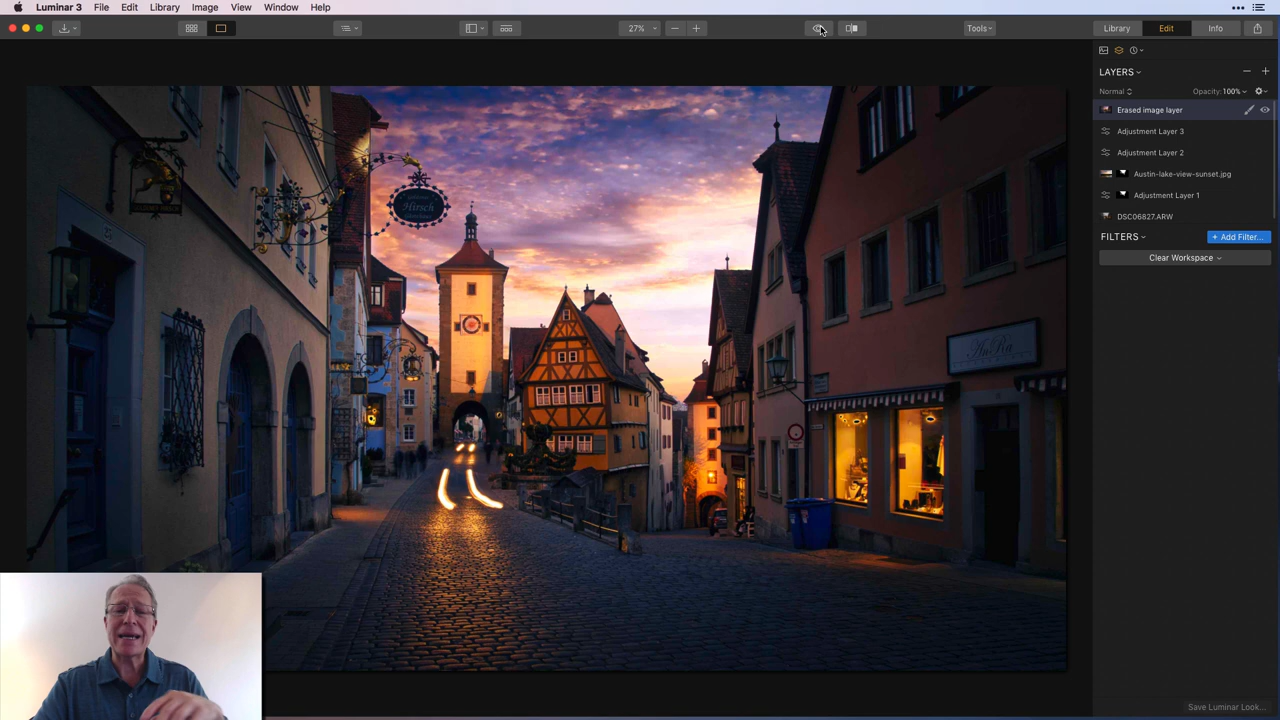 Luminar 3 File Edit Library Image View Window Help
27% Tools Library Edit Info
LAYERS
Normal Opacity: 100%
Erased image layer
Adjustment Layer 3
Adjustment Layer 2
Austin-lake-view-sunset.jpg
Adjustment Layer 1
DSC06827.ARW
FILTERS + Add Filter...
Clear Workspace
Hirsch
23
AnRa
Save Luminar Look...